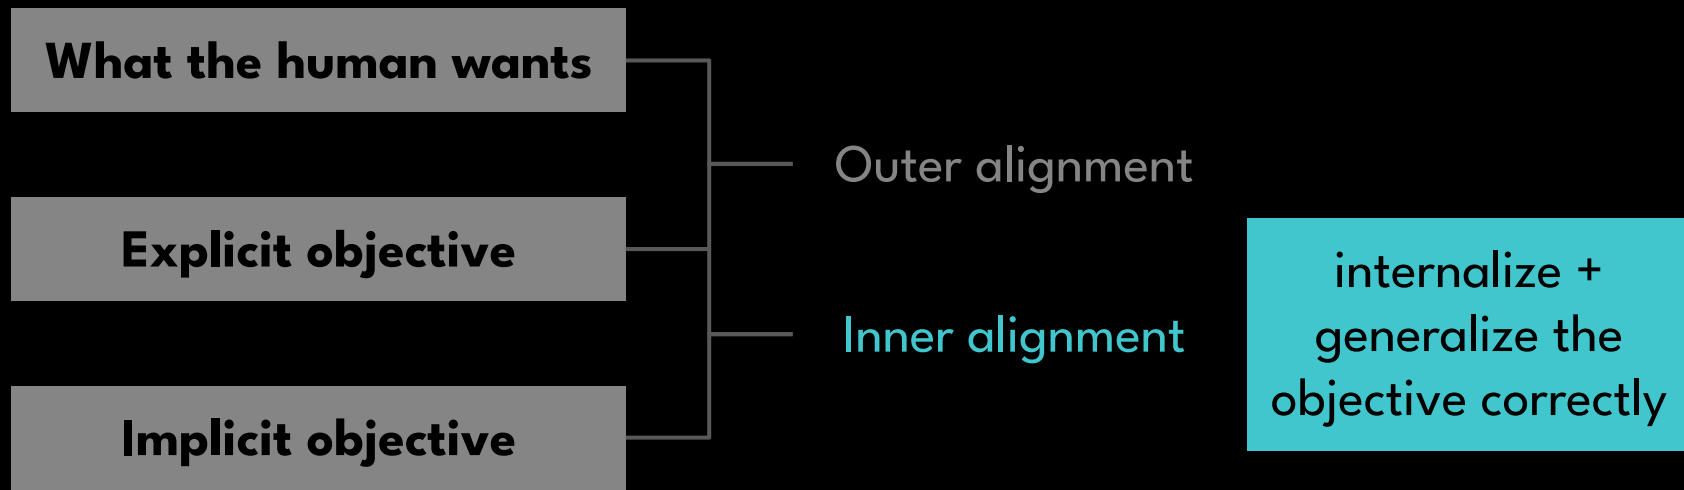 What the human wants
Outer alignment
Explicit objective
internalize +
generalize the
objective correctly
Inner alignment
Implicit objective